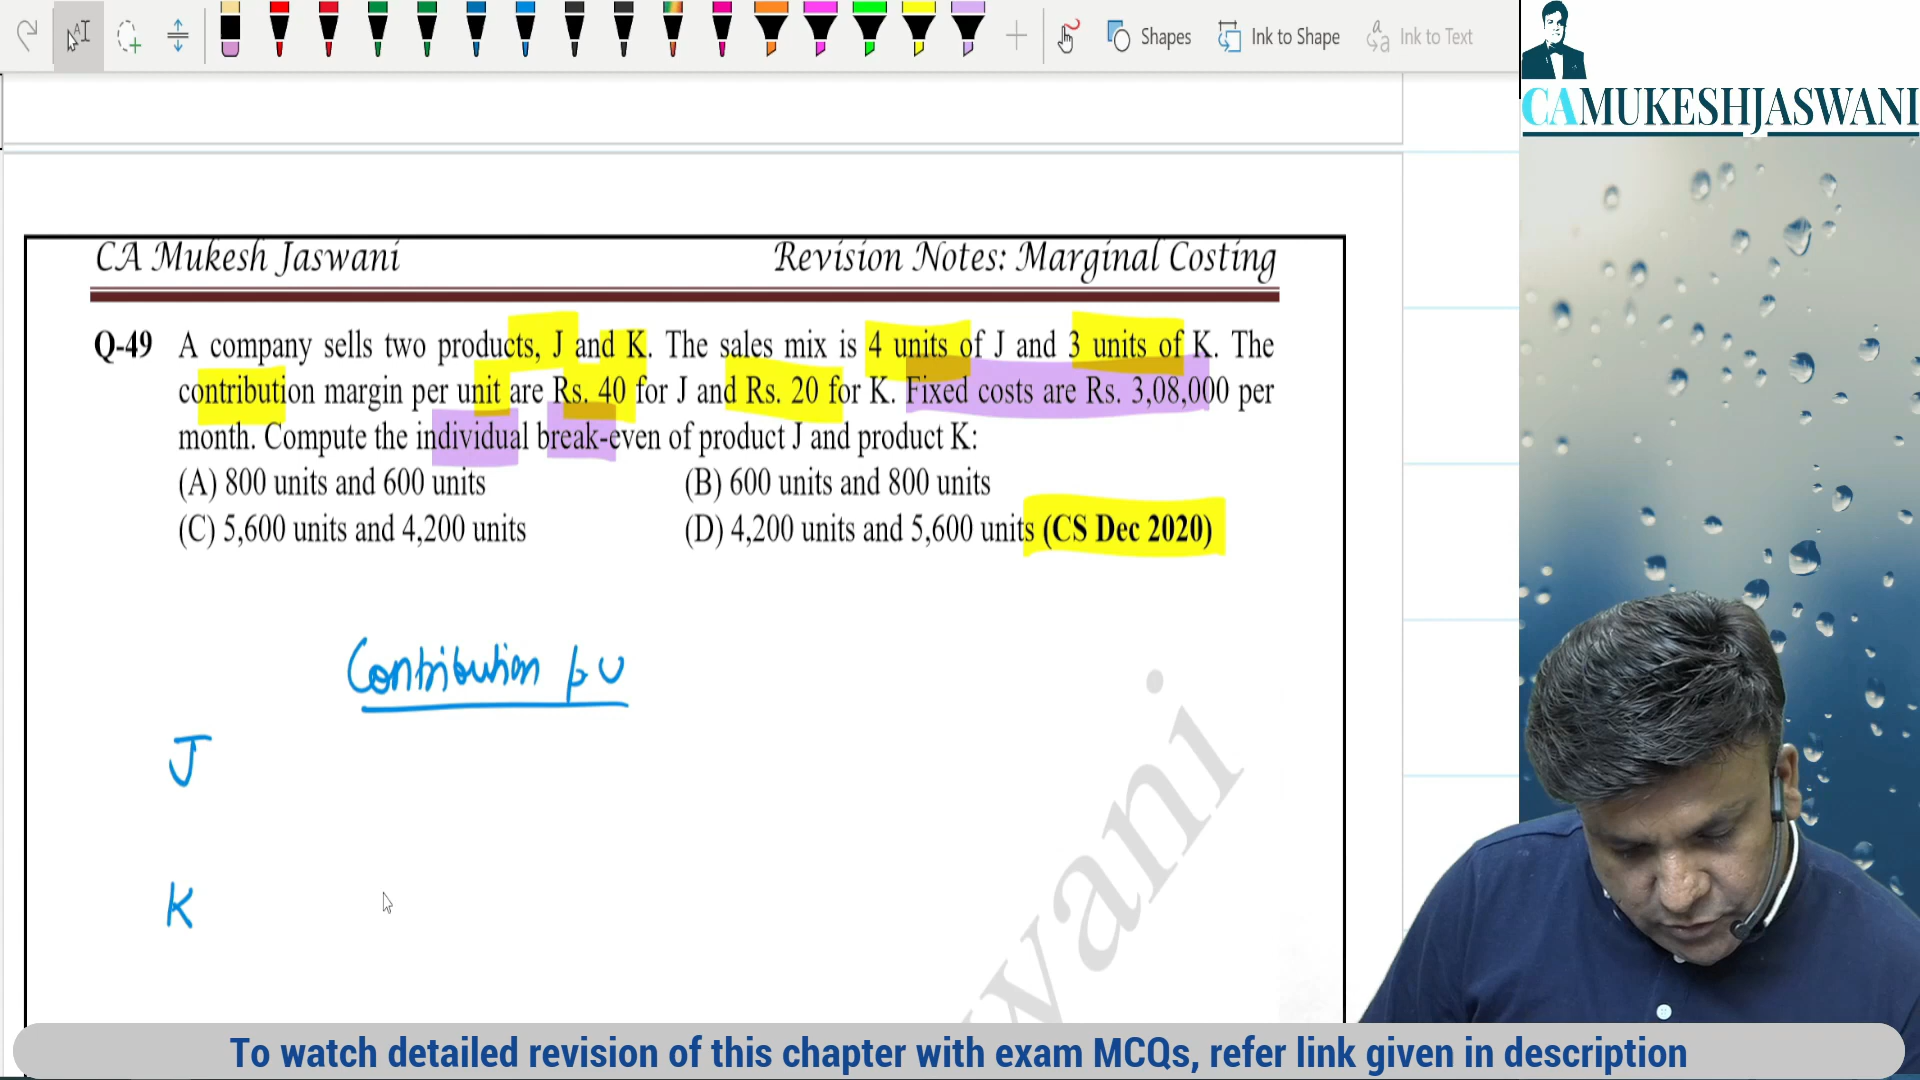 Shapes
Ink to Shape
Ink to Text
CAMUKESHJASWANI
CA Mukesh Jaswani Revision Notes: Marginal Costing
Q-49 A company sells two products, J and K. The sales mix is 4 units of J and 3 units of K. The
contribution margin per unit are Rs. 40 for J and Rs. 20 for K. Fixed costs are Rs. 3,08,000 per
month. Compute the individual break-even of product J and product K:
(A) 800 units and 600 units (B) 600 units and 800 units
(C) 5,600 units and 4,200 units (D) 4,200 units and 5,600 units (CS Dec 2020)
Contribution p u
J
K
wani
To watch detailed revision of this chapter with exam MCQs, refer link given in description